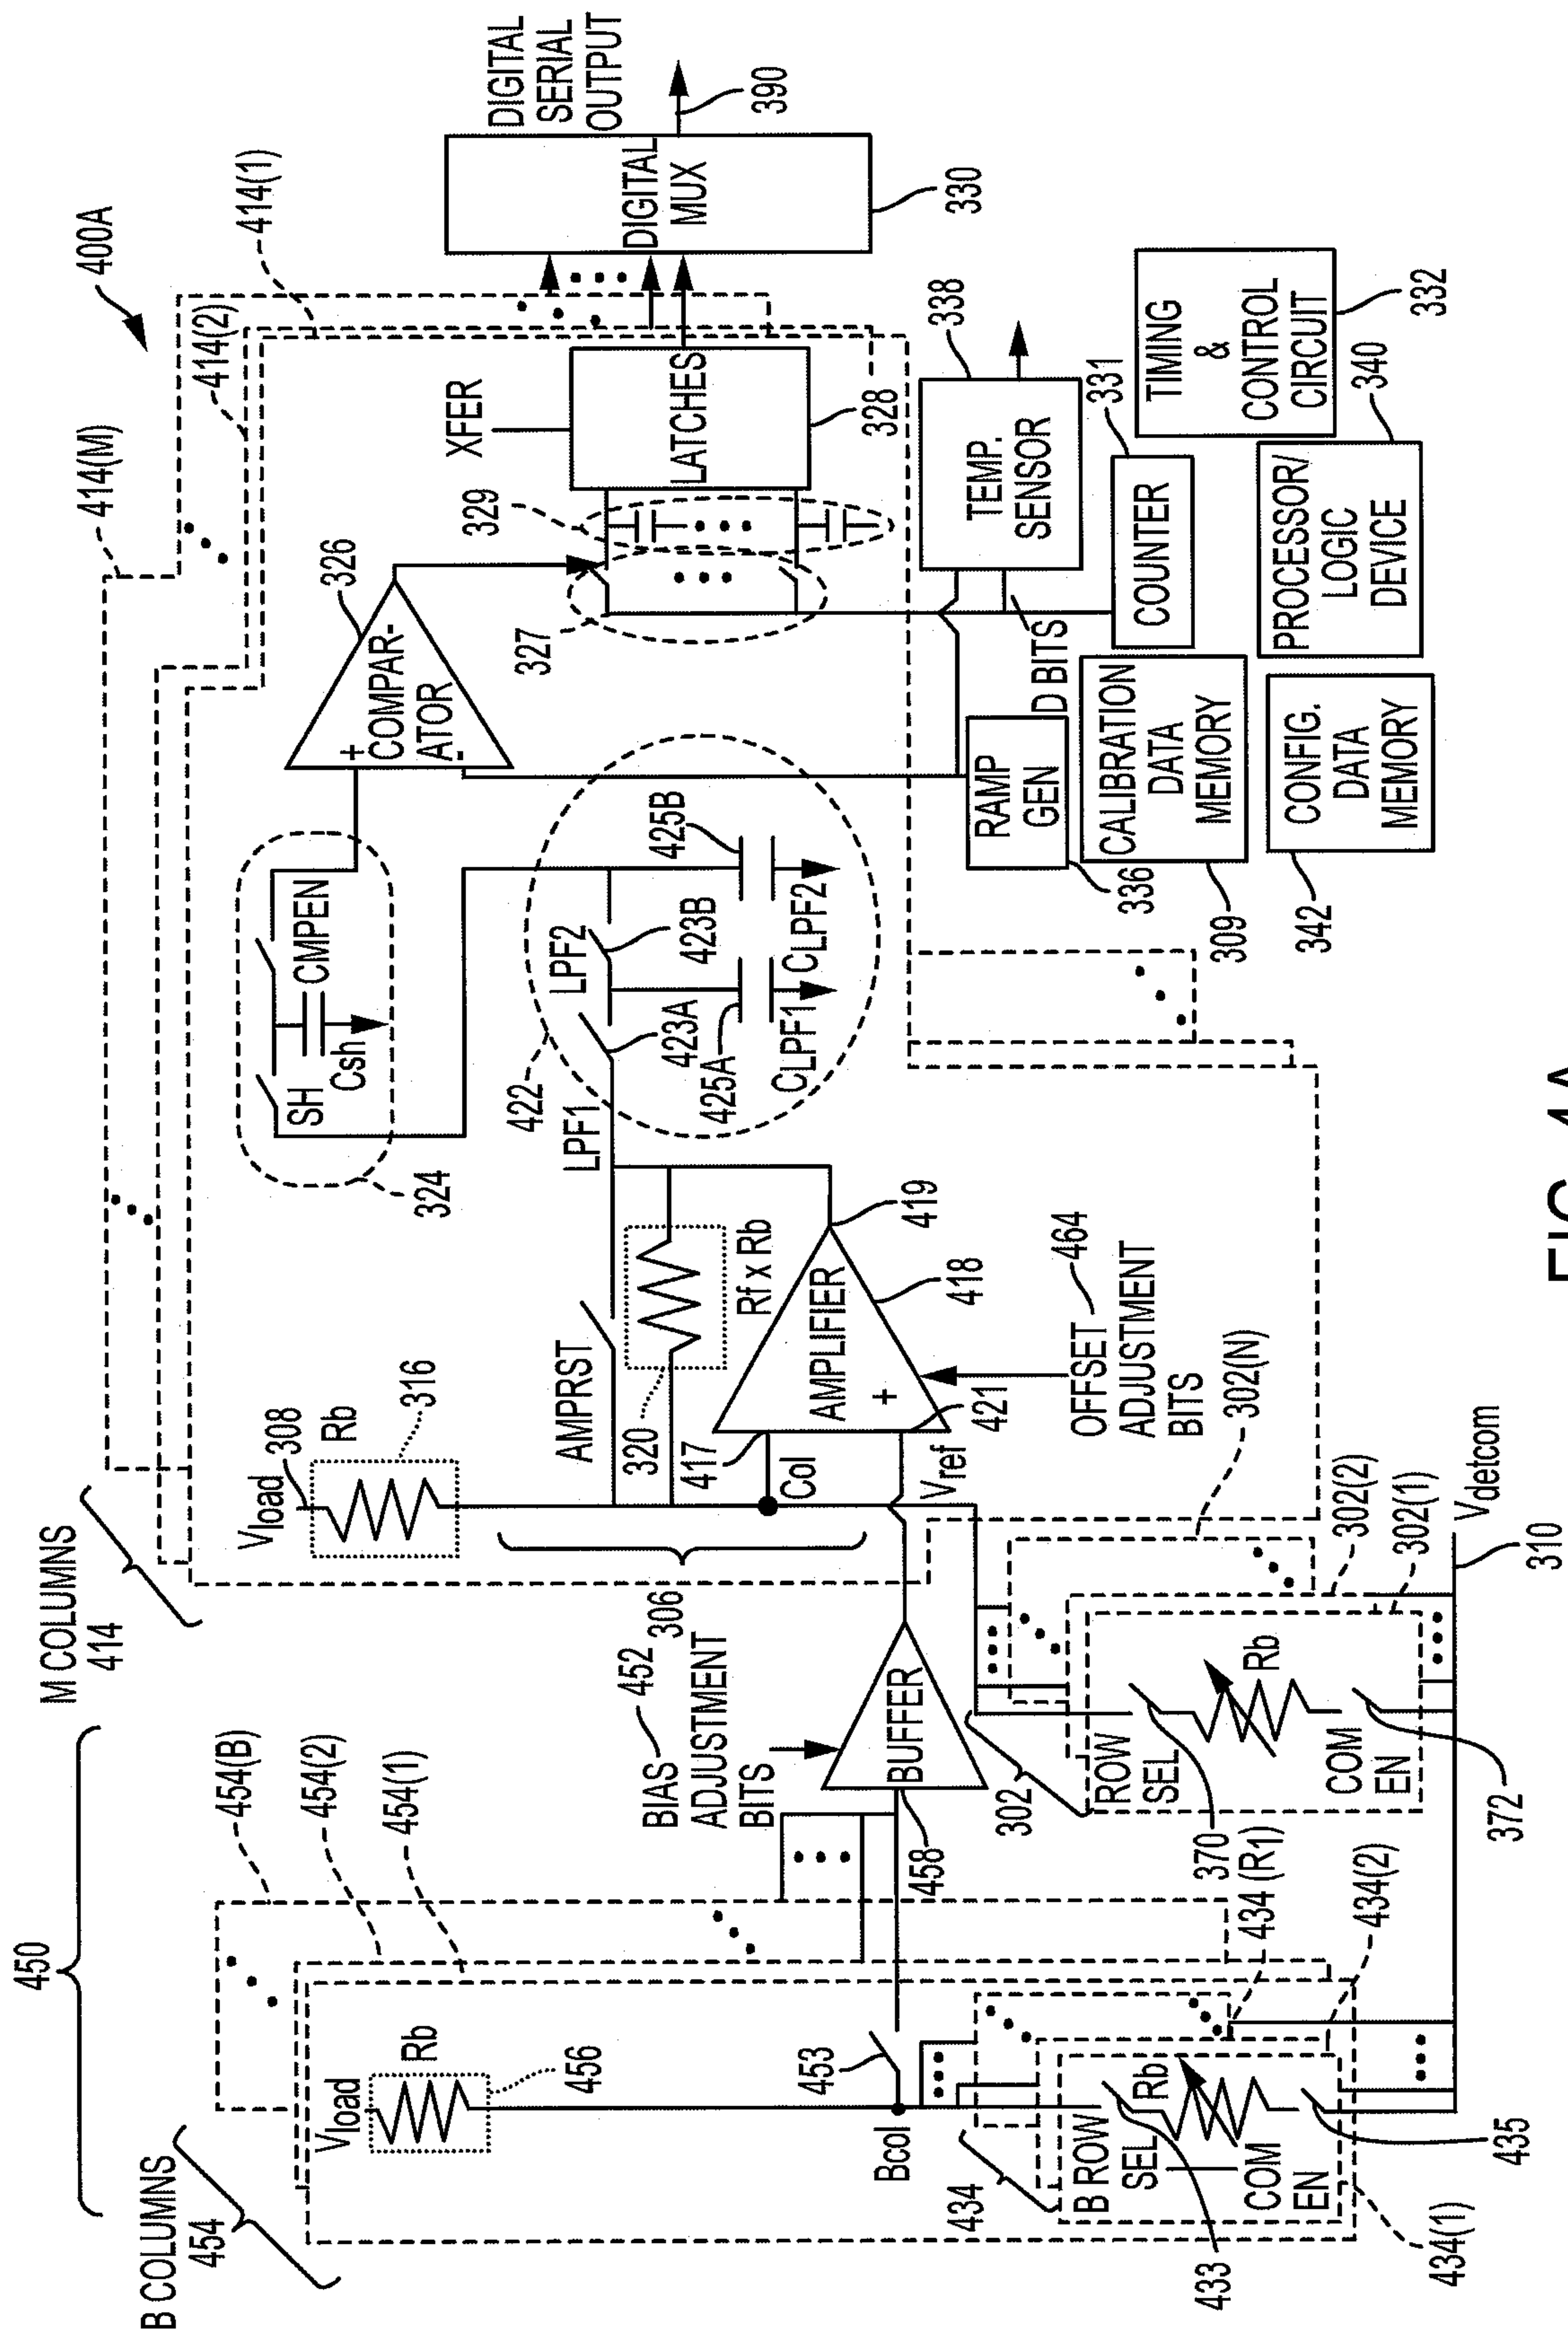 450
B COLUMNS
454
454(B)
454(2)
454(1)
Vload
Rb
456
453
Bcol
434
B ROW
SEL
Rb
COM
EN
433
435
434(1)
434(2)
434 (R1)
458
BUFFER
452
BIAS
ADJUSTMENT
BITS
M COLUMNS
414
414(M)
414(2)
414(1)
400A
Vload
308
Rb
316
306
AMPRST
320
Rf x Rb
Col
417
Vref
421
AMPLIFIER
+
418
419
464
OFFSET
ADJUSTMENT
BITS
302
302(N)
302(2)
302(1)
ROW
SEL
Rb
COM
EN
370
372
Vdetcom
310
LPF1
422
423A
LPF2
423B
425A
CLPF1
425B
CLPF2
324
SH
Csh
CMPEN
326
+
COMPAR-
ATOR
-
327
329
XFER
LATCHES
328
DIGITAL
MUX
330
DIGITAL
SERIAL
OUTPUT
390
RAMP
GEN
336
D BITS
TEMP.
SENSOR
338
COUNTER
331
TIMING
&
CONTROL
CIRCUIT
332
CALIBRATION
DATA
MEMORY
309
PROCESSOR/
LOGIC
DEVICE
340
CONFIG.
DATA
MEMORY
342
FIG. 4A